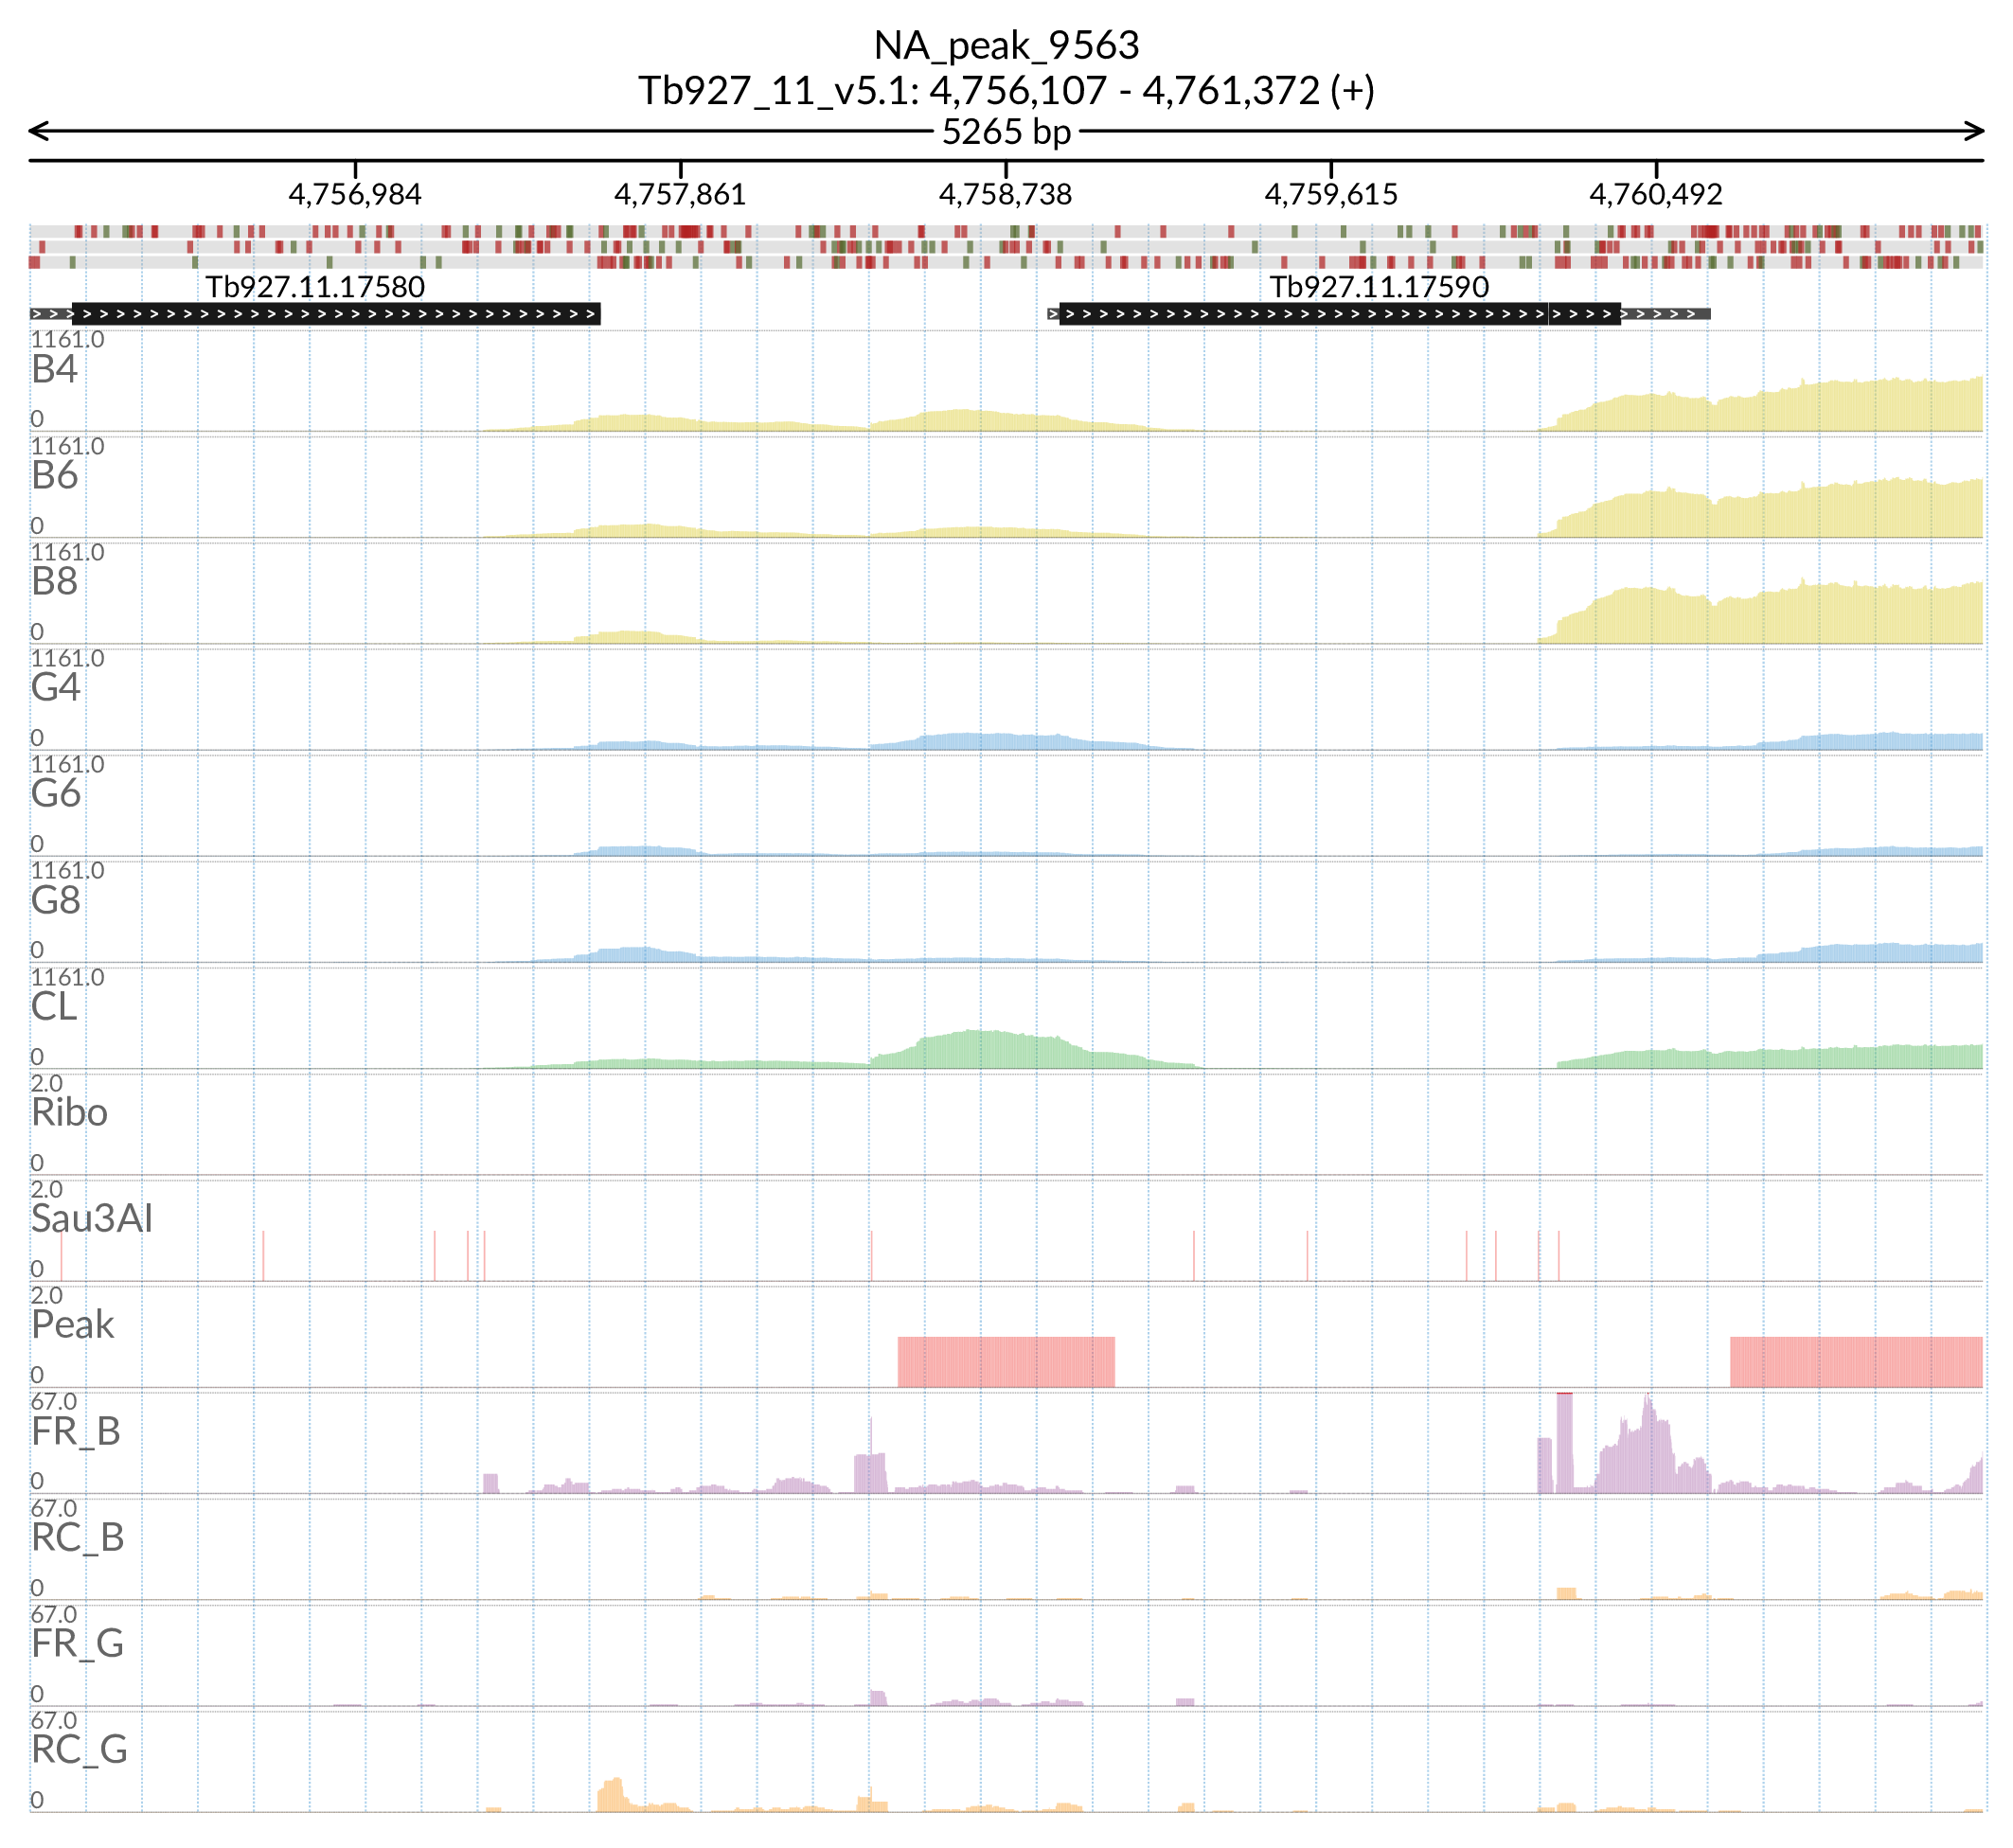 NA_peak_9563
Tb927_11_v5.1: 4,756,107 - 4,761,372 (+)
5265 bp
4,756,984 4,757,861 4,758,738 4,759,615 4,760,492
Tb927.11.17580 Tb927.11.17590
1161.0
B4
0
1161.0
B6
0
1161.0
B8
0
1161.0
G4
0
1161.0
G6
0
1161.0
G8
0
1161.0
CL
0
2.0
Ribo
0
2.0
Sau3AI
0
2.0
Peak
0
67.0
FR_B
0
67.0
RC_B
0
67.0
FR_G
0
67.0
RC_G
0